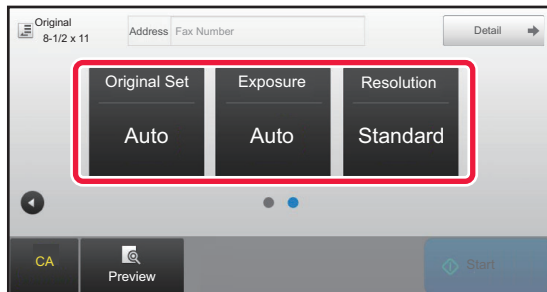 Original
8-1/2 x 11
Address Fax Number
Detail
Original Set
Exposure
Resolution
Auto
Auto
Standard
CA
Preview
Start